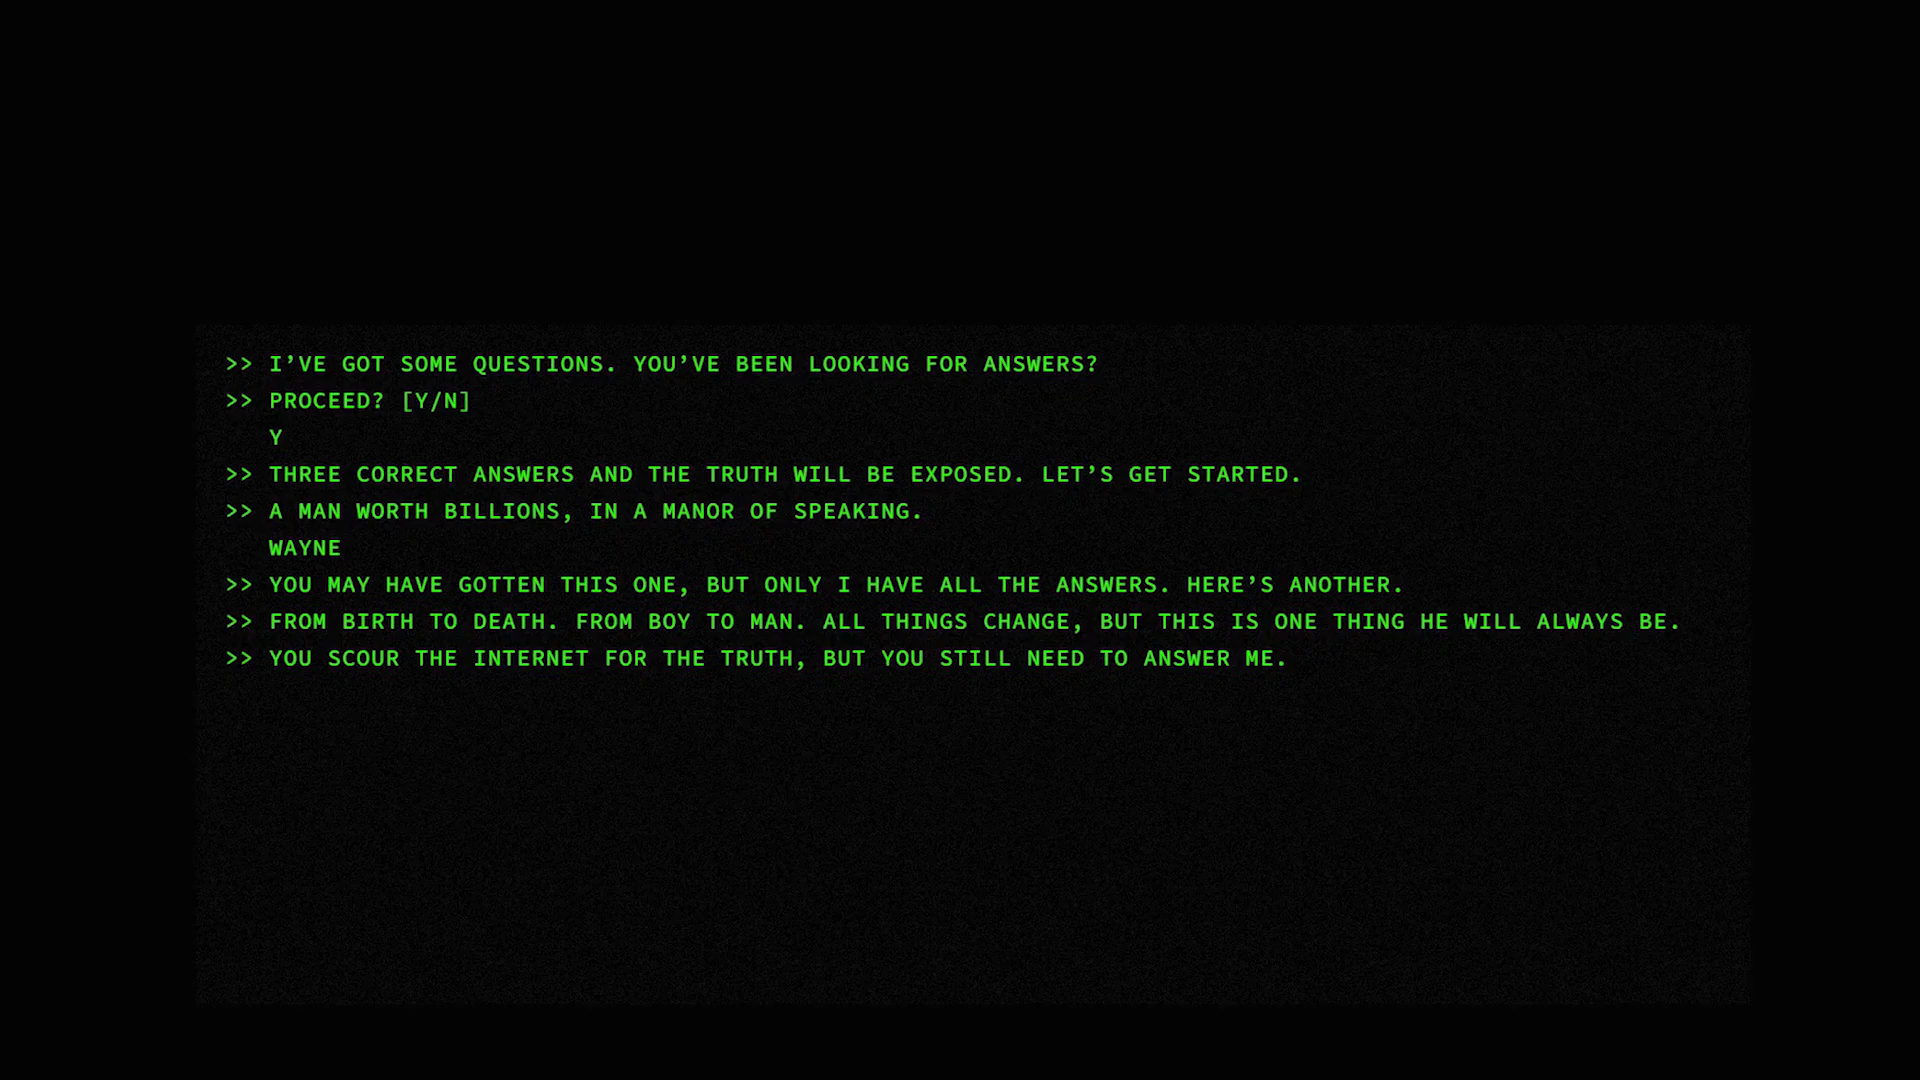 >> I’VE GOT SOME QUESTIONS. YOU’VE BEEN LOOKING FOR ANSWERS?
>> PROCEED? [Y/N]
Y
>> THREE CORRECT ANSWERS AND THE TRUTH WILL BE EXPOSED. LET’S GET STARTED.
>> A MAN WORTH BILLIONS, IN A MANOR OF SPEAKING.
WAYNE
>> YOU MAY HAVE GOTTEN THIS ONE, BUT ONLY I HAVE ALL THE ANSWERS. HERE’S ANOTHER.
>> FROM BIRTH TO DEATH. FROM BOY TO MAN. ALL THINGS CHANGE, BUT THIS IS ONE THING HE WILL ALWAYS BE.
>> YOU SCOUR THE INTERNET FOR THE TRUTH, BUT YOU STILL NEED TO ANSWER ME.